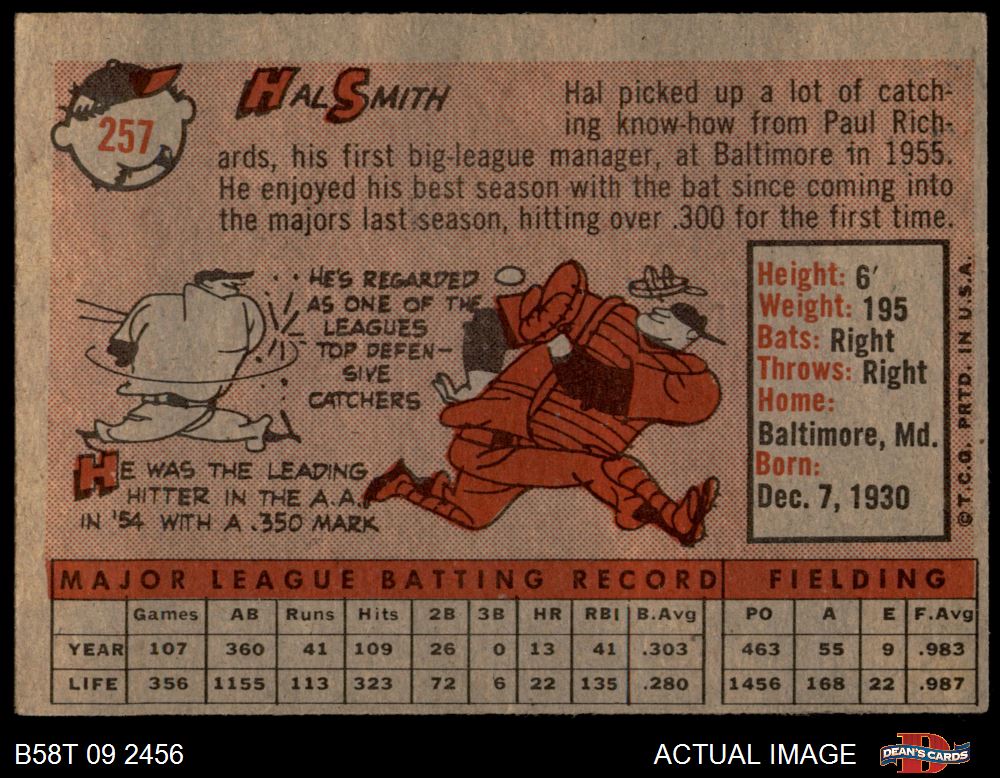 257
HAL SMITH
Hal picked up a lot of catch-
ing know-how from Paul Rich-
ards, his first big-league manager, at Baltimore in 1955.
He enjoyed his best season with the bat since coming into
the majors last season, hitting over .300 for the first time.
HE'S REGARDED
AS ONE OF THE
LEAGUES
TOP DEFEN-
SIVE
CATCHERS
HE WAS THE LEADING
HITTER IN THE A.A.
IN '54 WITH A .350 MARK
Height: 6'
Weight: 195
Bats: Right
Throws: Right
Home:
Baltimore, Md.
Born:
Dec. 7, 1930
© T.C.G. PRTD. IN U.S.A.
MAJOR LEAGUE BATTING RECORD FIELDING
Games AB Runs Hits 2B 3B HR RBI B.Avg PO A E F.Avg
YEAR 107 360 41 109 26 0 13 41 .303 463 55 9 .983
LIFE 356 1155 113 323 72 6 22 135 .280 1456 168 22 .987
B58T 09 2456 ACTUAL IMAGE DEAN'S CARDS